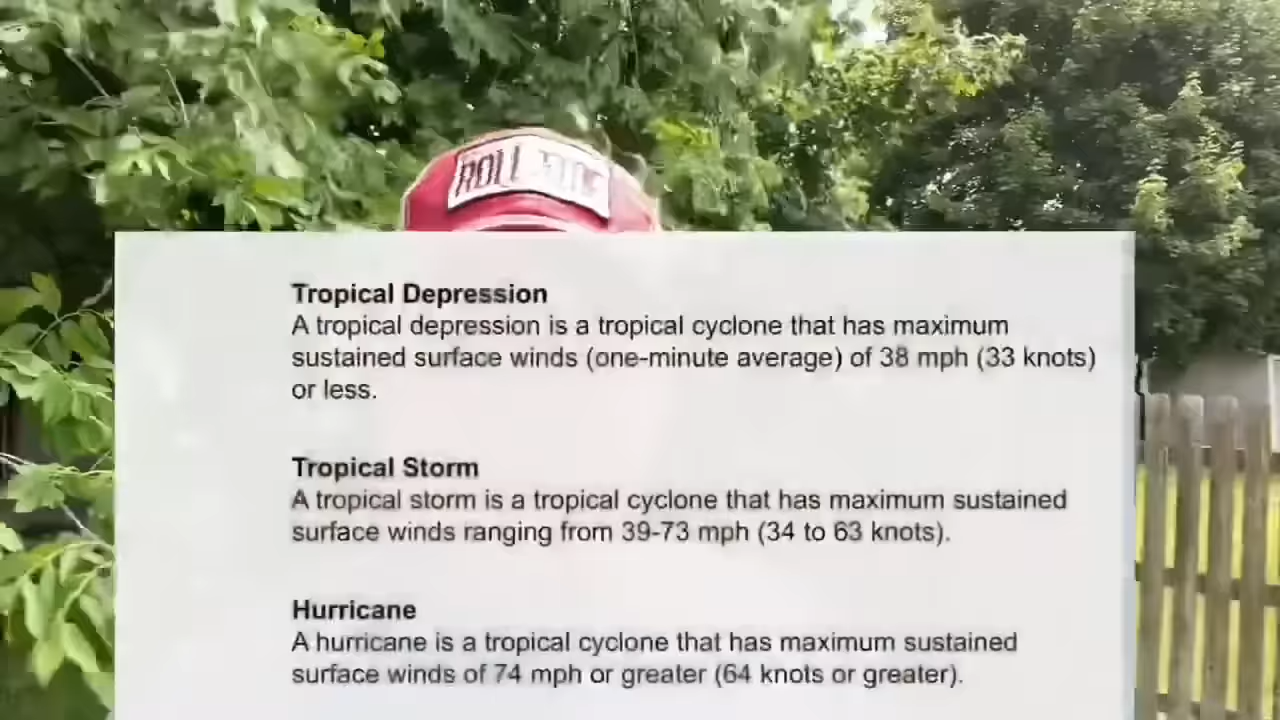 ROLL TIDE
Tropical Depression
A tropical depression is a tropical cyclone that has maximum
sustained surface winds (one-minute average) of 38 mph (33 knots)
or less.
Tropical Storm
A tropical storm is a tropical cyclone that has maximum sustained
surface winds ranging from 39-73 mph (34 to 63 knots).
Hurricane
A hurricane is a tropical cyclone that has maximum sustained
surface winds of 74 mph or greater (64 knots or greater).